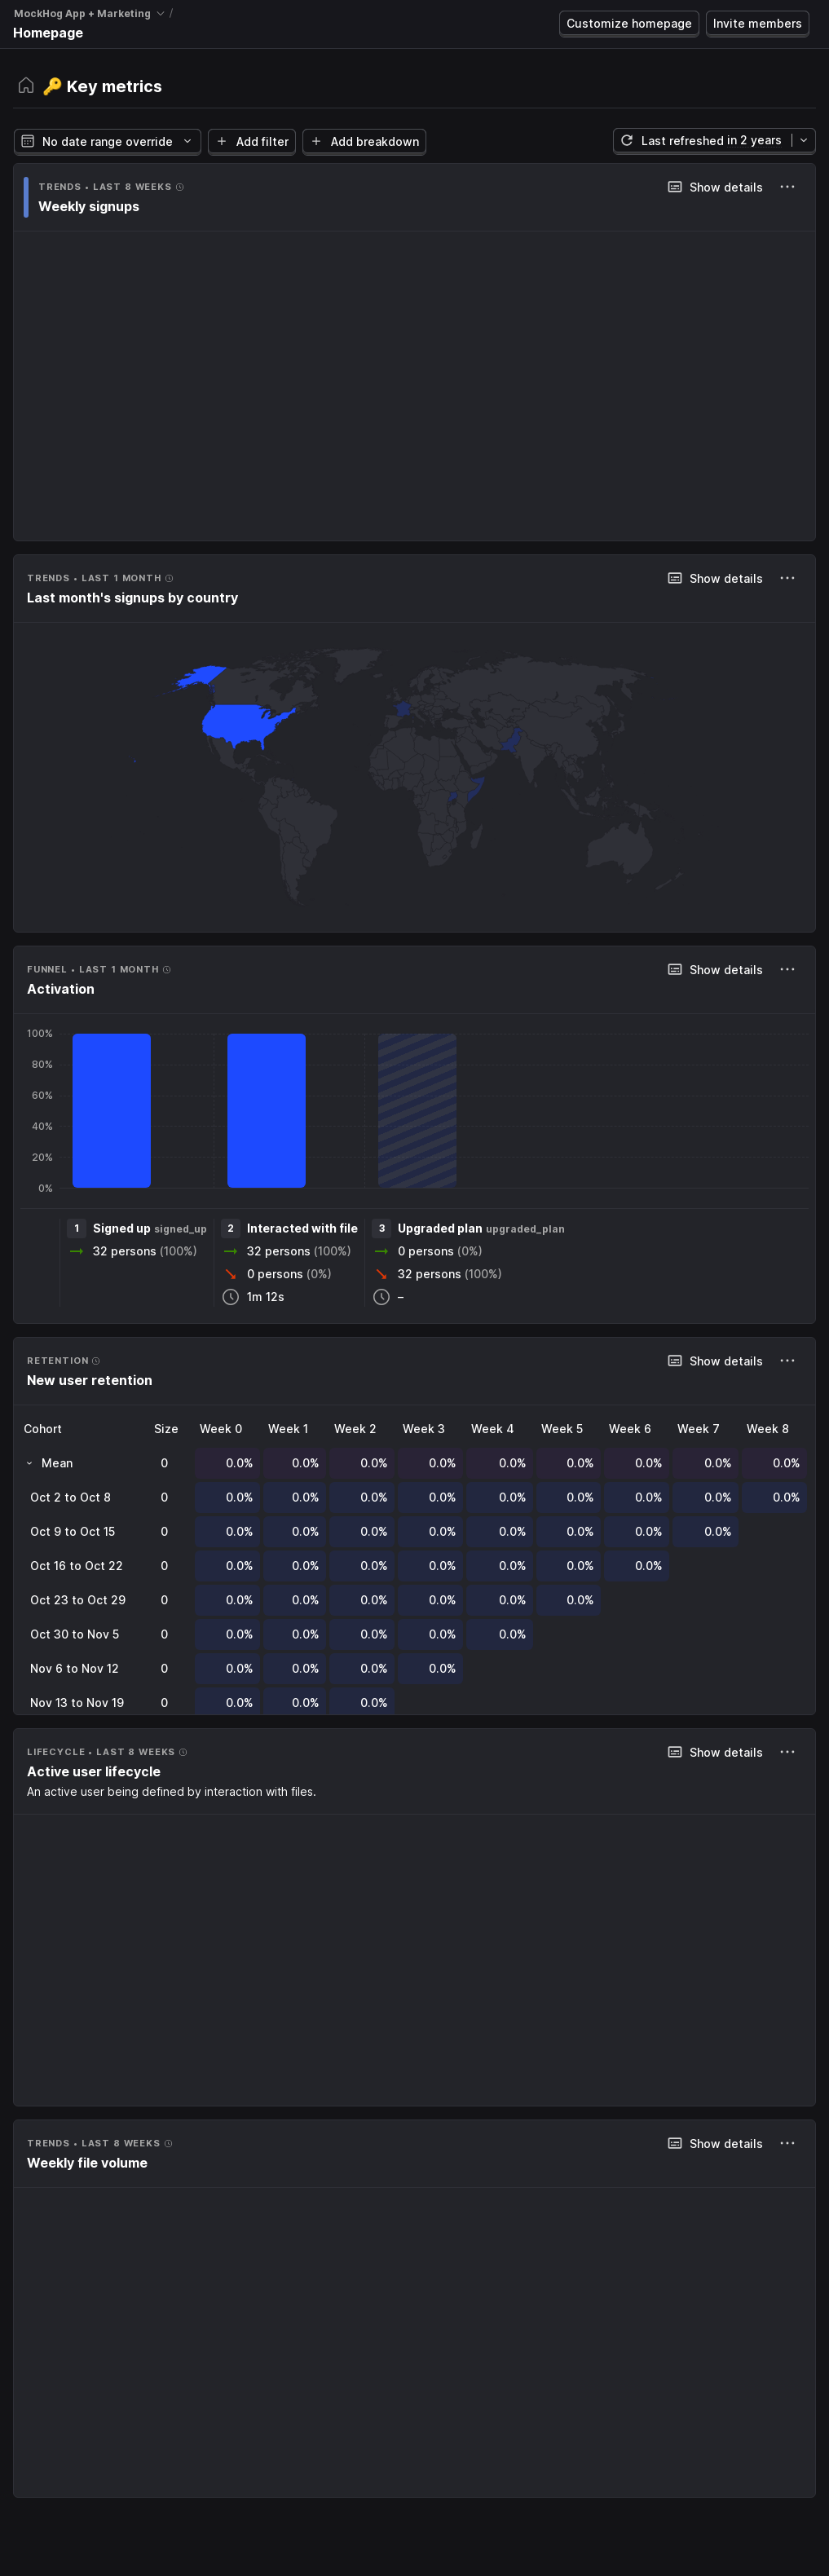 MockHog App + Marketing /
Homepage
Customize homepage
Invite members
🔑 Key metrics
No date range override
Add filter
Add breakdown
Last refreshed in 2 years
TRENDS • LAST 8 WEEKS
Show details
Weekly signups
TRENDS • LAST 1 MONTH
Show details
Last month's signups by country
FUNNEL • LAST 1 MONTH
Show details
Activation
100%
80%
60%
40%
20%
0%
1 Signed up signed_up 2 Interacted with file 3 Upgraded plan upgraded_plan
32 persons (100%) 32 persons (100%) 0 persons (0%)
0 persons (0%) 32 persons (100%)
1m 12s –
RETENTION
Show details
New user retention
Cohort Size Week 0 Week 1 Week 2 Week 3 Week 4 Week 5 Week 6 Week 7 Week 8
Mean 0 0.0% 0.0% 0.0% 0.0% 0.0% 0.0% 0.0% 0.0% 0.0%
Oct 2 to Oct 8 0 0.0% 0.0% 0.0% 0.0% 0.0% 0.0% 0.0% 0.0% 0.0%
Oct 9 to Oct 15 0 0.0% 0.0% 0.0% 0.0% 0.0% 0.0% 0.0% 0.0%
Oct 16 to Oct 22 0 0.0% 0.0% 0.0% 0.0% 0.0% 0.0% 0.0%
Oct 23 to Oct 29 0 0.0% 0.0% 0.0% 0.0% 0.0% 0.0%
Oct 30 to Nov 5 0 0.0% 0.0% 0.0% 0.0% 0.0%
Nov 6 to Nov 12 0 0.0% 0.0% 0.0% 0.0%
Nov 13 to Nov 19 0 0.0% 0.0% 0.0%
LIFECYCLE • LAST 8 WEEKS
Show details
Active user lifecycle
An active user being defined by interaction with files.
TRENDS • LAST 8 WEEKS
Show details
Weekly file volume